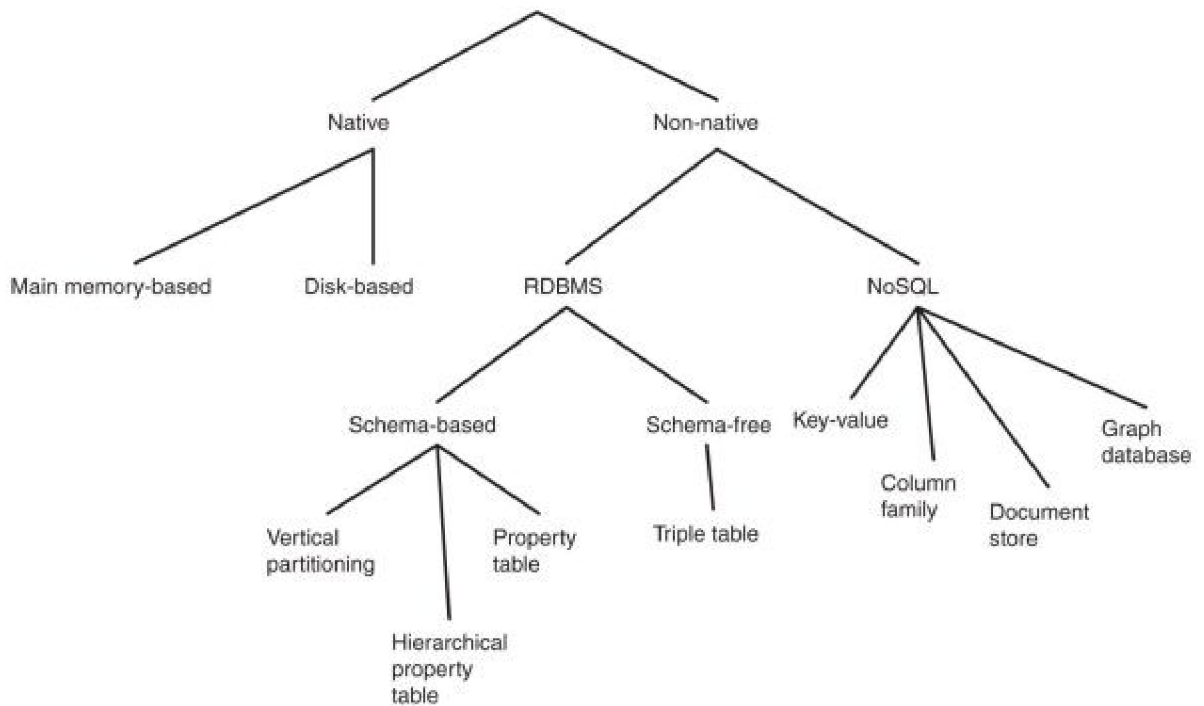 Native
Non-native
Main memory-based
Disk-based
RDBMS
NoSQL
Schema-based
Schema-free
Key-value
Graph
database
Column
family
Document
store
Vertical
partitioning
Property
table
Triple table
Hierarchical
property
table